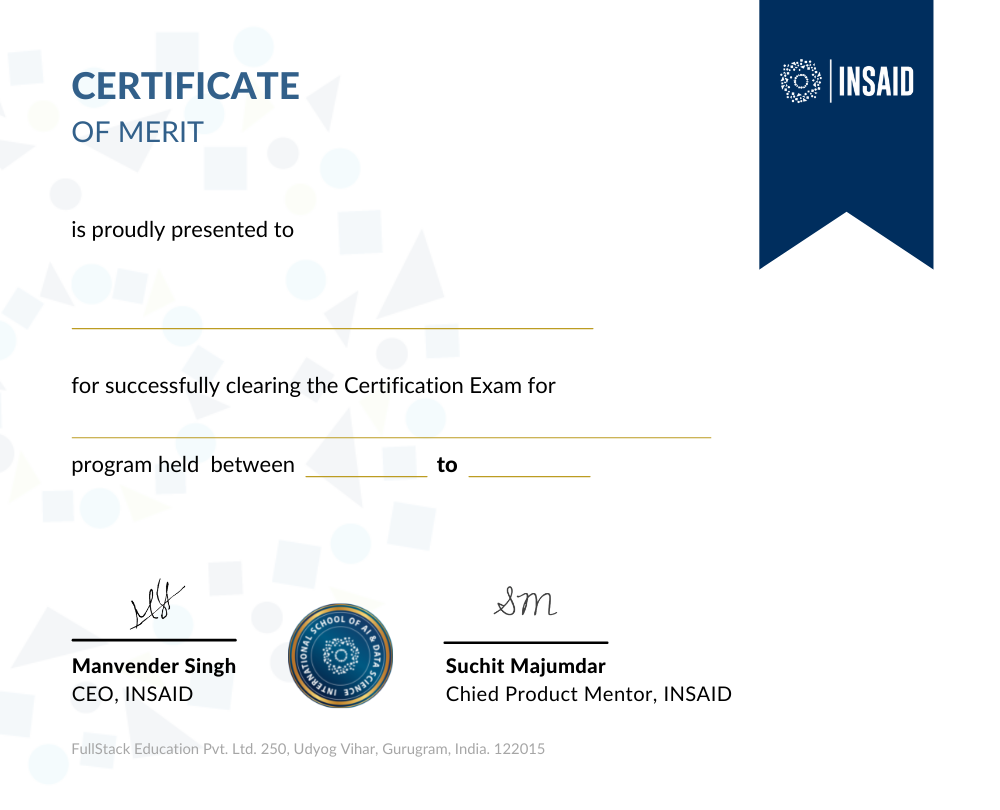 CERTIFICATE
OF MERIT
INSAID
is proudly presented to
for successfully clearing the Certification Exam for
program held between to
SM
INTERNATIONAL SCHOOL OF AI & DATA SCIENCE
Manvender Singh
CEO, INSAID
Suchit Majumdar
Chied Product Mentor, INSAID
FullStack Education Pvt. Ltd. 250, Udyog Vihar, Gurugram, India. 122015